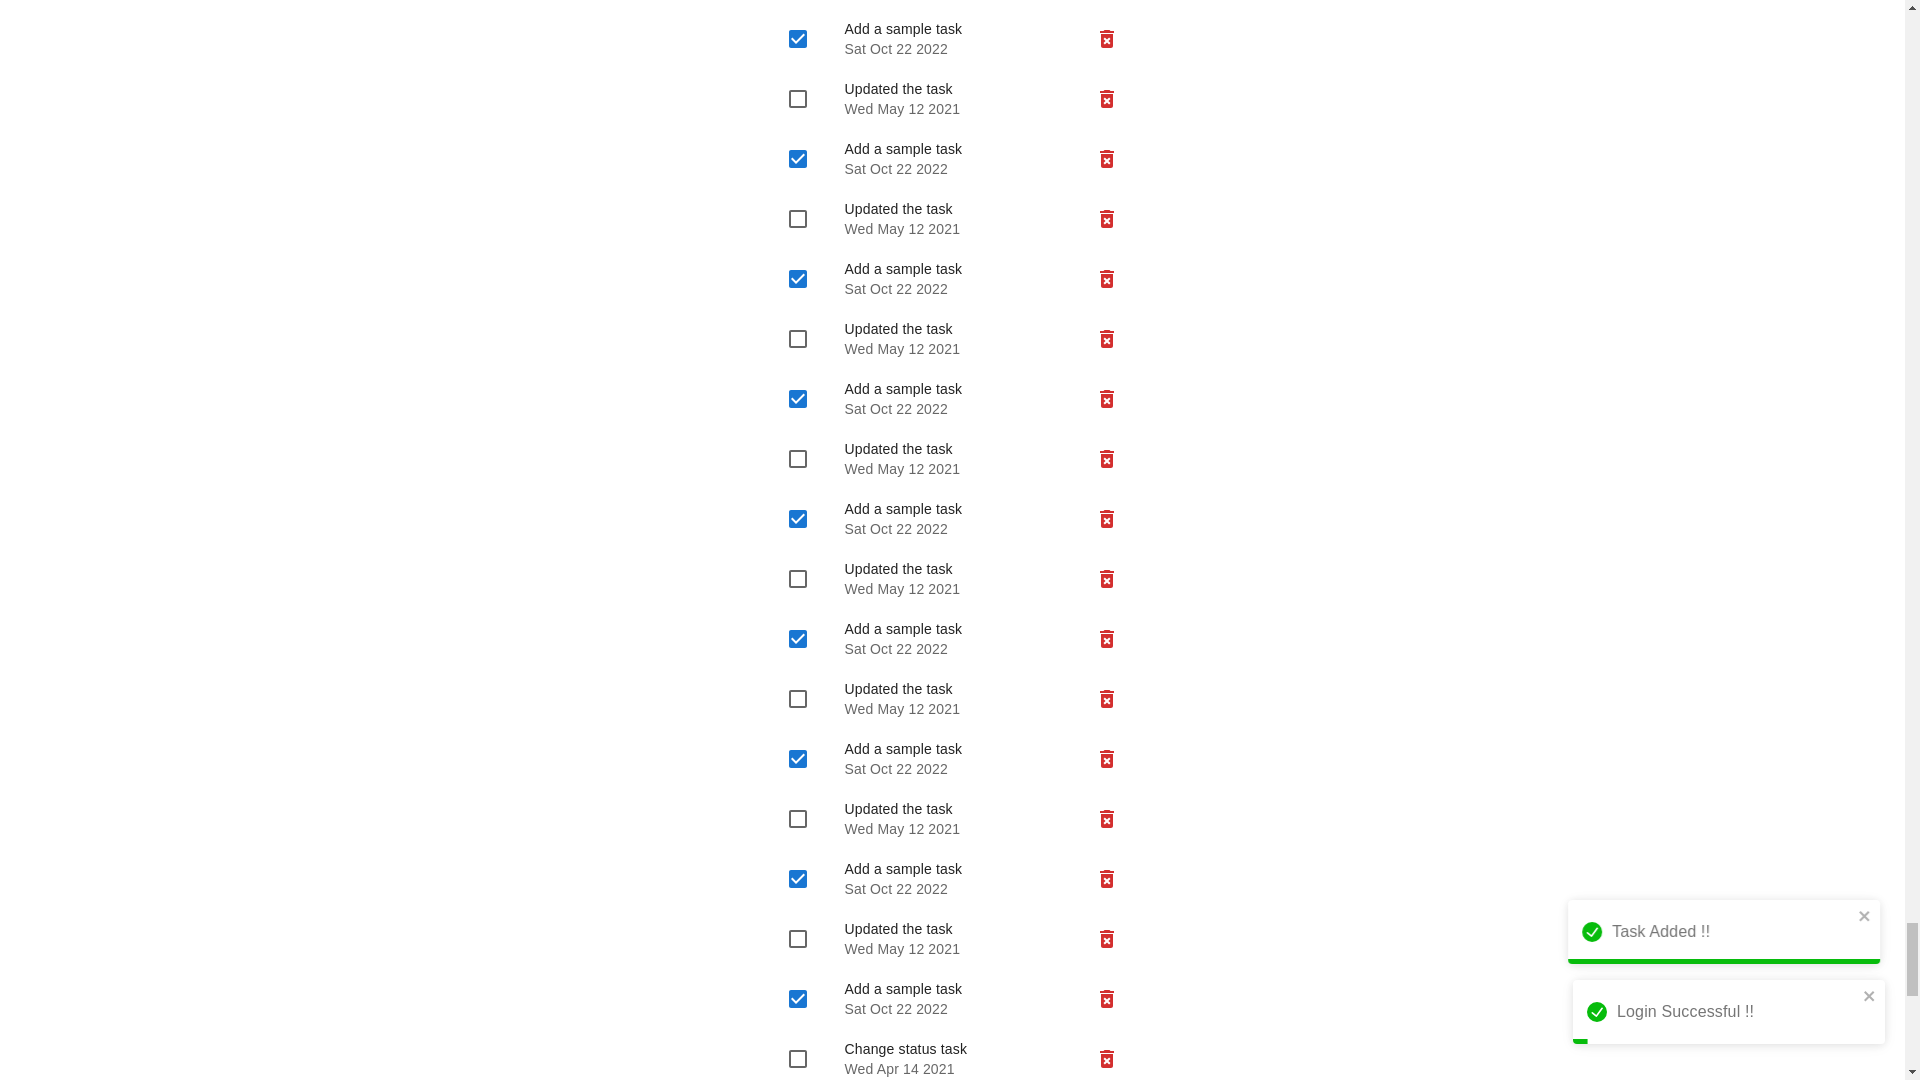 Add a sample task
Sat Oct 22 2022
Updated the task
Wed May 12 2021
Add a sample task
Sat Oct 22 2022
Updated the task
Wed May 12 2021
Add a sample task
Sat Oct 22 2022
Updated the task
Wed May 12 2021
Add a sample task
Sat Oct 22 2022
Updated the task
Wed May 12 2021
Add a sample task
Sat Oct 22 2022
Updated the task
Wed May 12 2021
Add a sample task
Sat Oct 22 2022
Updated the task
Wed May 12 2021
Add a sample task
Sat Oct 22 2022
Updated the task
Wed May 12 2021
Add a sample task
Sat Oct 22 2022
Updated the task
Wed May 12 2021
Add a sample task
Sat Oct 22 2022
Change status task
Wed Apr 14 2021
Task Added !!
Login Successful !!